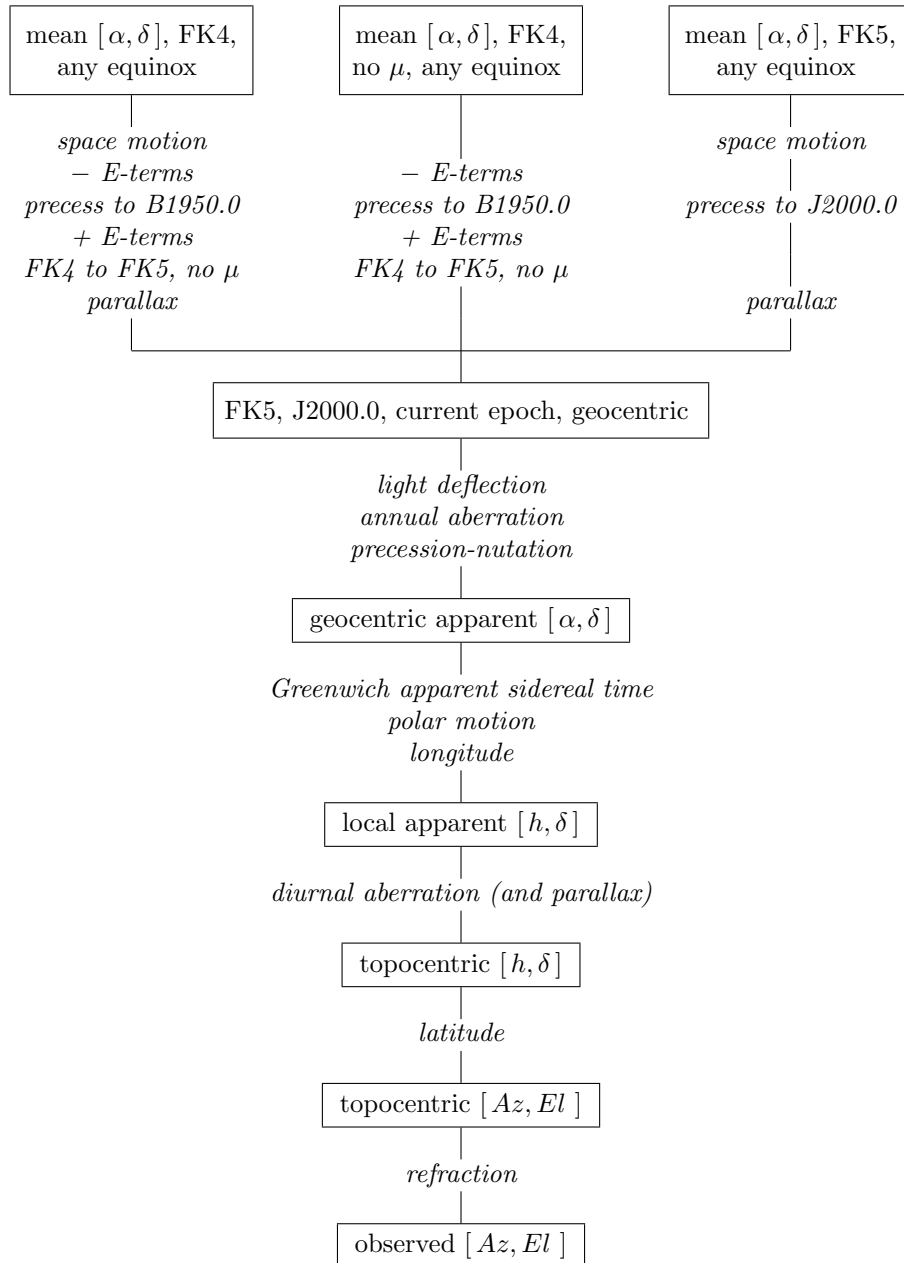 mean [ α, δ ], FK4,
any equinox
mean [ α, δ ], FK4,
no μ, any equinox
mean [ α, δ ], FK5,
any equinox
space motion
− E-terms
precess to B1950.0
+ E-terms
FK4 to FK5, no μ
parallax
− E-terms
precess to B1950.0
+ E-terms
FK4 to FK5, no μ
space motion
precess to J2000.0
parallax
FK5, J2000.0, current epoch, geocentric
light deflection
annual aberration
precession-nutation
geocentric apparent [ α, δ ]
Greenwich apparent sidereal time
polar motion
longitude
local apparent [ h, δ ]
diurnal aberration (and parallax)
topocentric [ h, δ ]
latitude
topocentric [ Az, El ]
refraction
observed [ Az, El ]